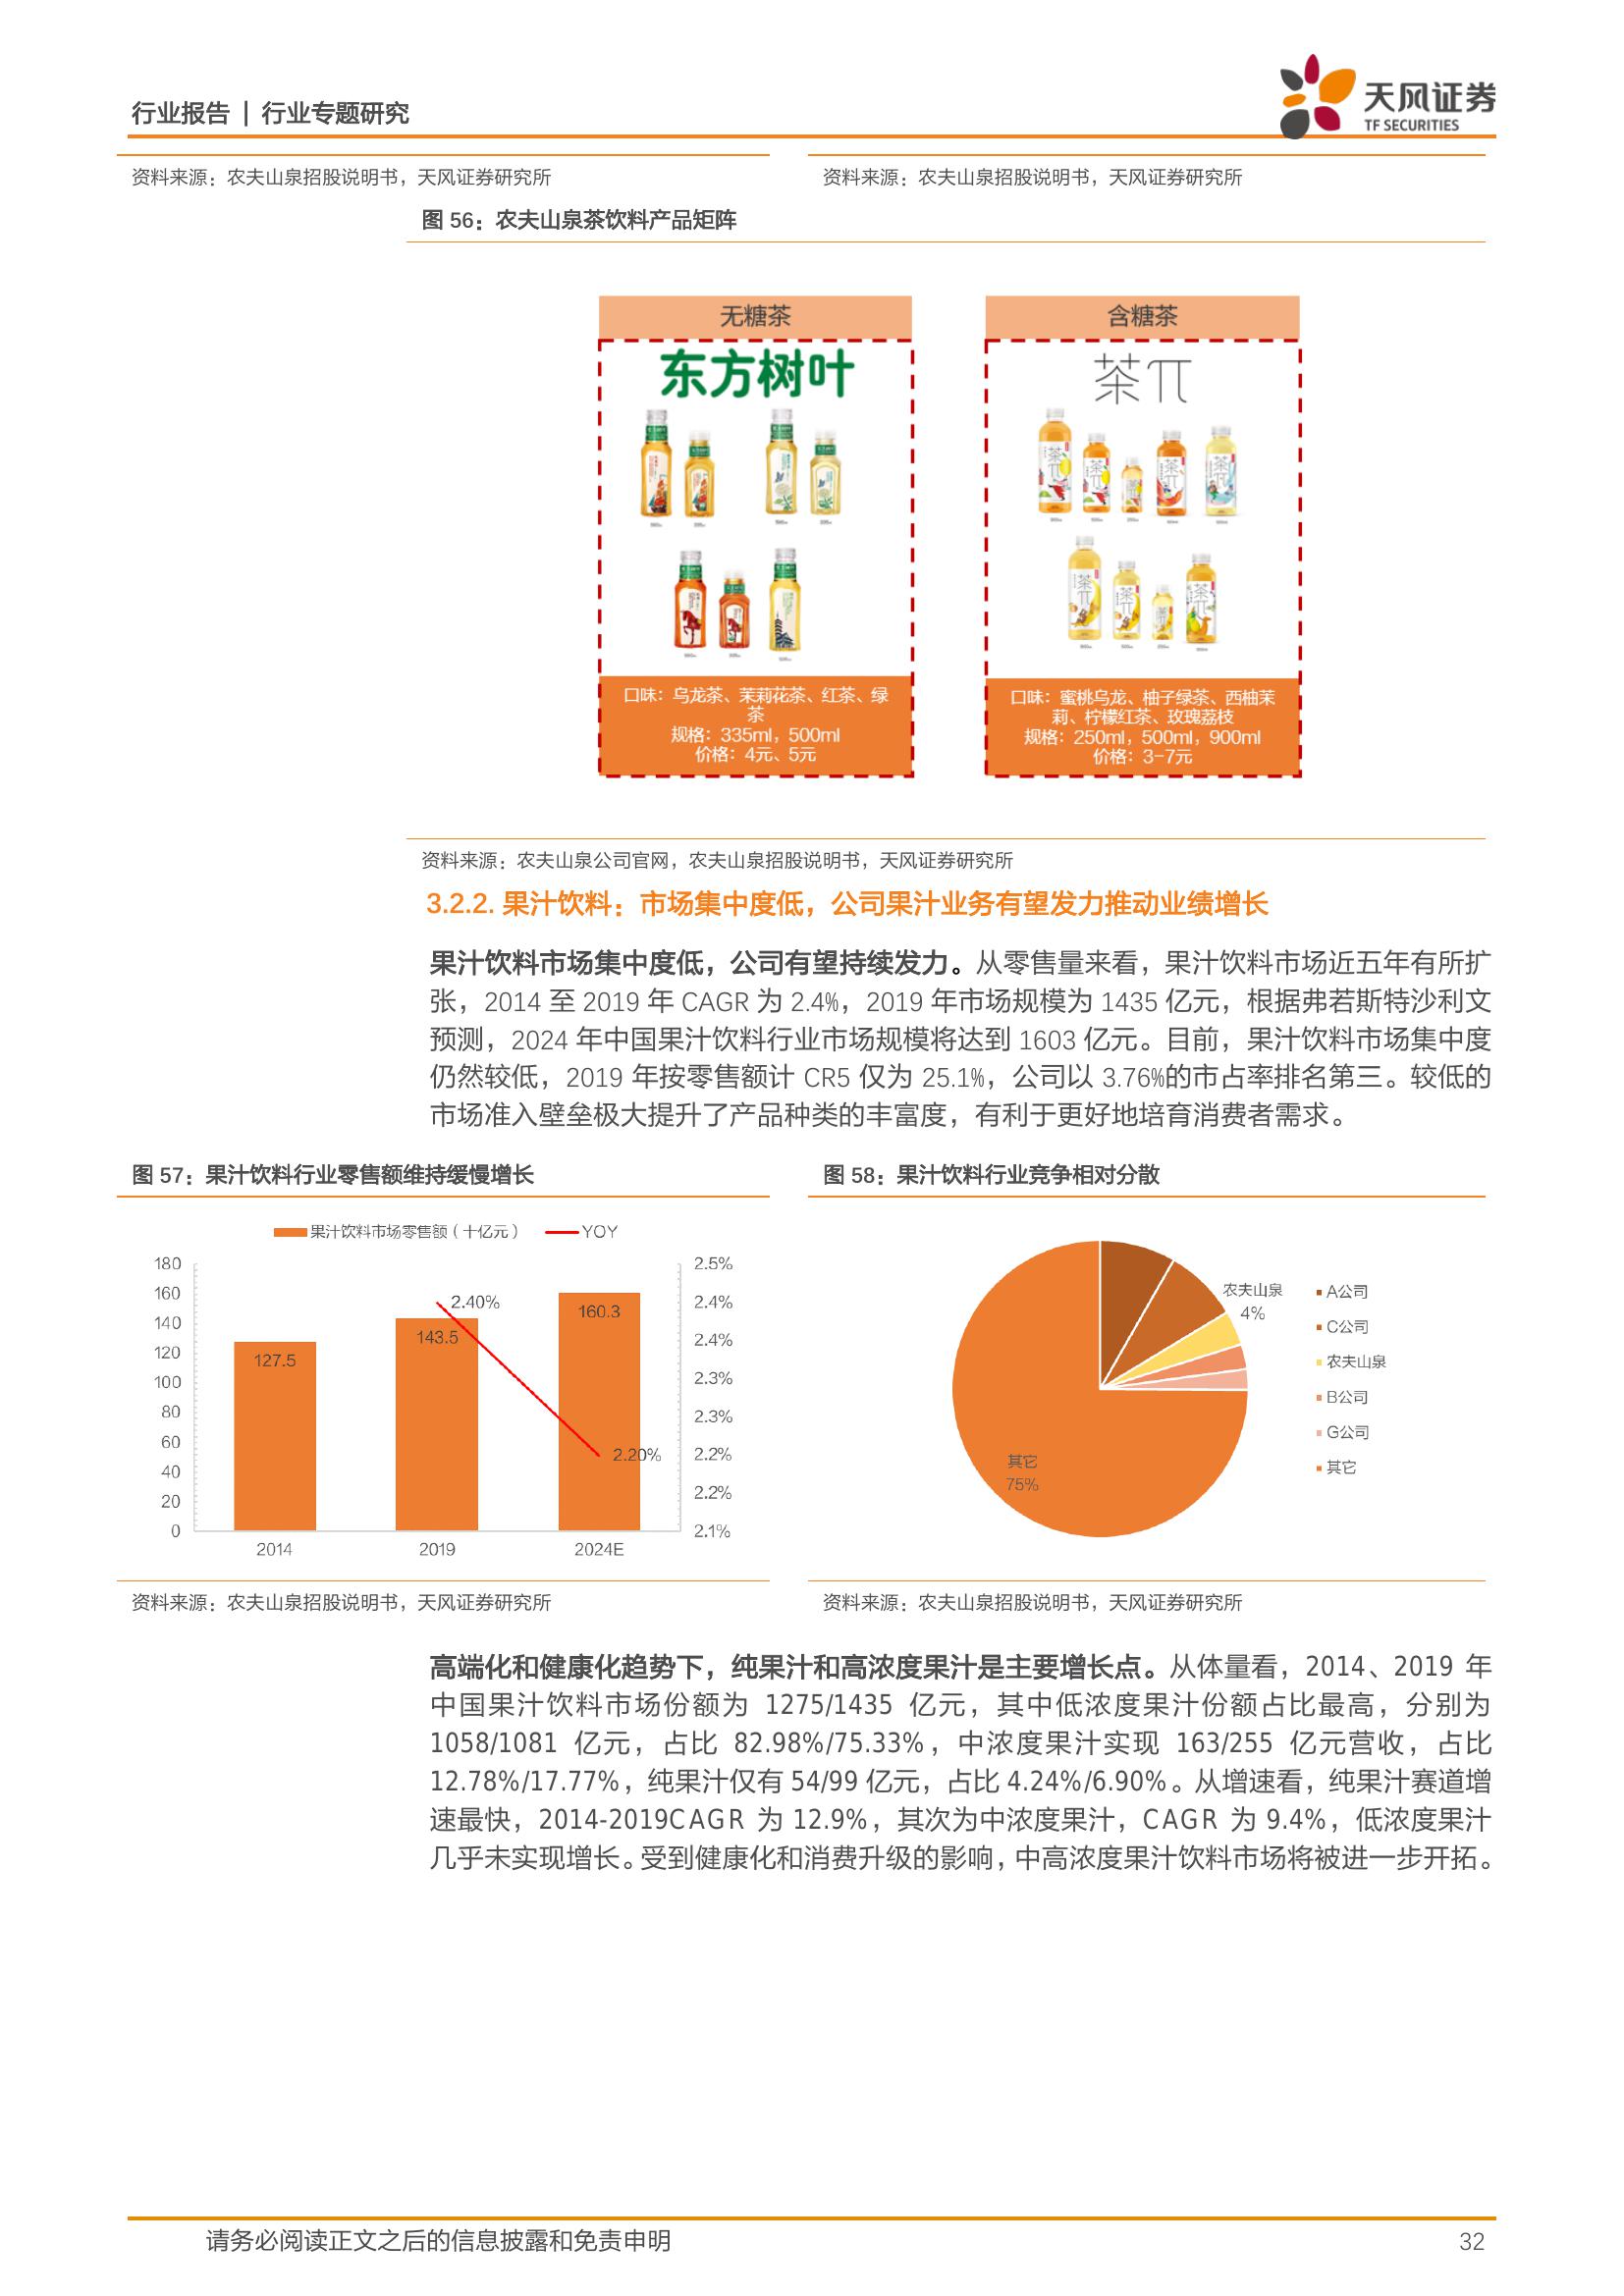 行业报告 | 行业专题研究
天风证券
TF SECURITIES
资料来源：农夫山泉招股说明书，天风证券研究所
资料来源：农夫山泉招股说明书，天风证券研究所
图 56：农夫山泉茶饮料产品矩阵
无糖茶
东方树叶
口味：乌龙茶、茉莉花茶、红茶、绿
茶
规格：335ml，500ml
价格：4元、5元
含糖茶
茶π
口味：蜜桃乌龙、柚子绿茶、西柚茉
莉、柠檬红茶、玫瑰荔枝
规格：250ml，500ml，900ml
价格：3-7元
资料来源：农夫山泉公司官网，农夫山泉招股说明书，天风证券研究所
3.2.2. 果汁饮料：市场集中度低，公司果汁业务有望发力推动业绩增长
果汁饮料市场集中度低，公司有望持续发力。从零售量来看，果汁饮料市场近五年有所扩
张，2014 至 2019 年 CAGR 为 2.4%，2019 年市场规模为 1435 亿元，根据弗若斯特沙利文
预测，2024 年中国果汁饮料行业市场规模将达到 1603 亿元。目前，果汁饮料市场集中度
仍然较低，2019 年按零售额计 CR5 仅为 25.1%，公司以 3.76%的市占率排名第三。较低的
市场准入壁垒极大提升了产品种类的丰富度，有利于更好地培育消费者需求。
图 57：果汁饮料行业零售额维持缓慢增长
果汁饮料市场零售额（十亿元）
YOY
180
160
140
120
100
80
60
40
20
0
127.5
143.5
160.3
2.40%
2.20%
2.5%
2.4%
2.4%
2.3%
2.3%
2.2%
2.2%
2.1%
2014
2019
2024E
资料来源：农夫山泉招股说明书，天风证券研究所
图 58：果汁饮料行业竞争相对分散
农夫山泉
4%
其它
75%
A公司
C公司
农夫山泉
B公司
G公司
其它
资料来源：农夫山泉招股说明书，天风证券研究所
高端化和健康化趋势下，纯果汁和高浓度果汁是主要增长点。从体量看，2014、2019 年
中国果汁饮料市场份额为 1275/1435 亿元，其中低浓度果汁份额占比最高，分别为
1058/1081 亿元，占比 82.98%/75.33%，中浓度果汁实现 163/255 亿元营收，占比
12.78%/17.77%，纯果汁仅有 54/99 亿元，占比 4.24%/6.90%。从增速看，纯果汁赛道增
速最快，2014-2019CAGR 为 12.9%，其次为中浓度果汁，CAGR 为 9.4%，低浓度果汁
几乎未实现增长。受到健康化和消费升级的影响，中高浓度果汁饮料市场将被进一步开拓。
请务必阅读正文之后的信息披露和免责申明
32